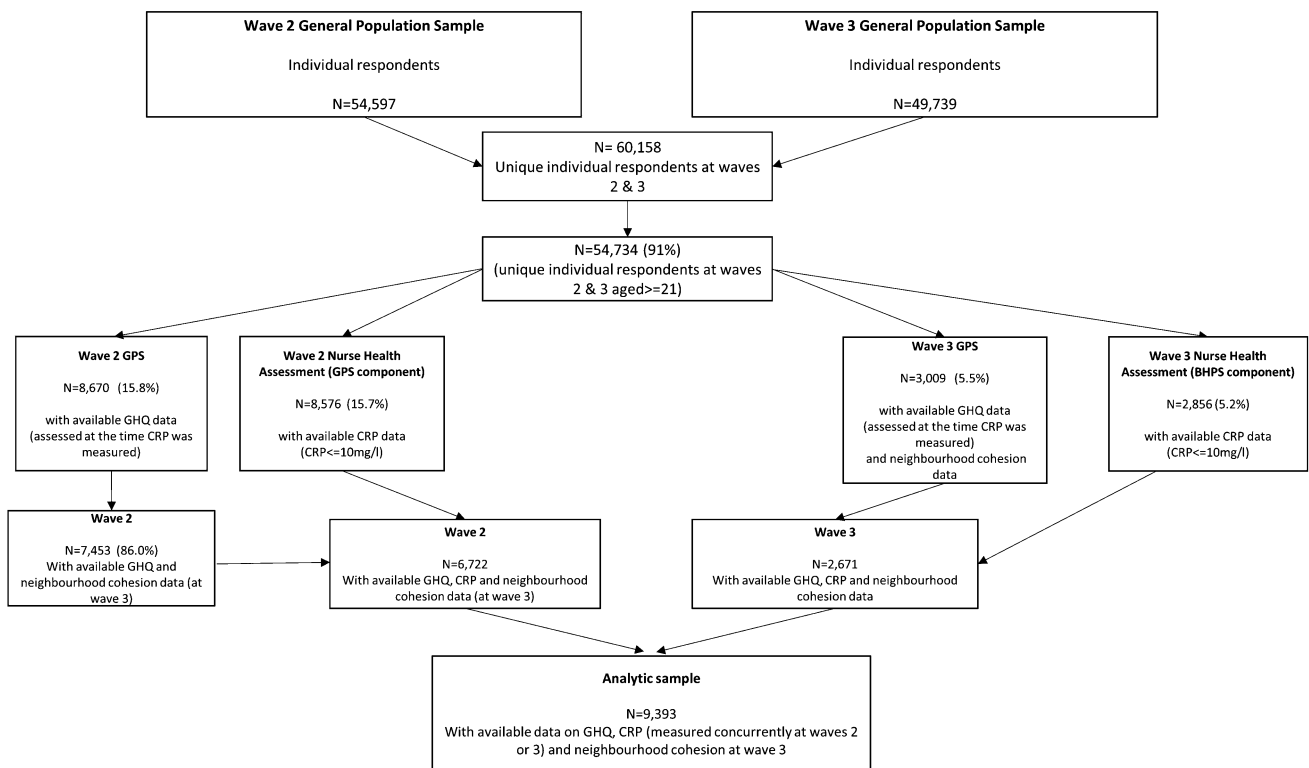 Wave 2 General Population Sample
Individual respondents
N=54,597
Wave 3 General Population Sample
Individual respondents
N=49,739
N= 60,158
Unique individual respondents at waves
2 & 3
N=54,734 (91%)
(unique individual respondents at waves
2 & 3 aged>=21)
Wave 2 GPS
N=8,670 (15.8%)
with available GHQ data
(assessed at the time CRP was
measured)
Wave 2 Nurse Health
Assessment (GPS component)
N=8,576 (15.7%)
with available CRP data
(CRP<=10mg/l)
Wave 3 GPS
N=3,009 (5.5%)
with available GHQ data
(assessed at the time CRP was
measured)
and neighbourhood cohesion
data
Wave 3 Nurse Health
Assessment (BHPS component)
N=2,856 (5.2%)
with available CRP data
(CRP<=10mg/l)
Wave 2
N=7,453 (86.0%)
With available GHQ and
neighbourhood cohesion data (at
wave 3)
Wave 2
N=6,722
With available GHQ, CRP and neighbourhood
cohesion data (at wave 3)
Wave 3
N=2,671
With available GHQ, CRP and neighbourhood
cohesion data
Analytic sample
N=9,393
With available data on GHQ, CRP (measured concurrently at waves 2
or 3) and neighbourhood cohesion at wave 3